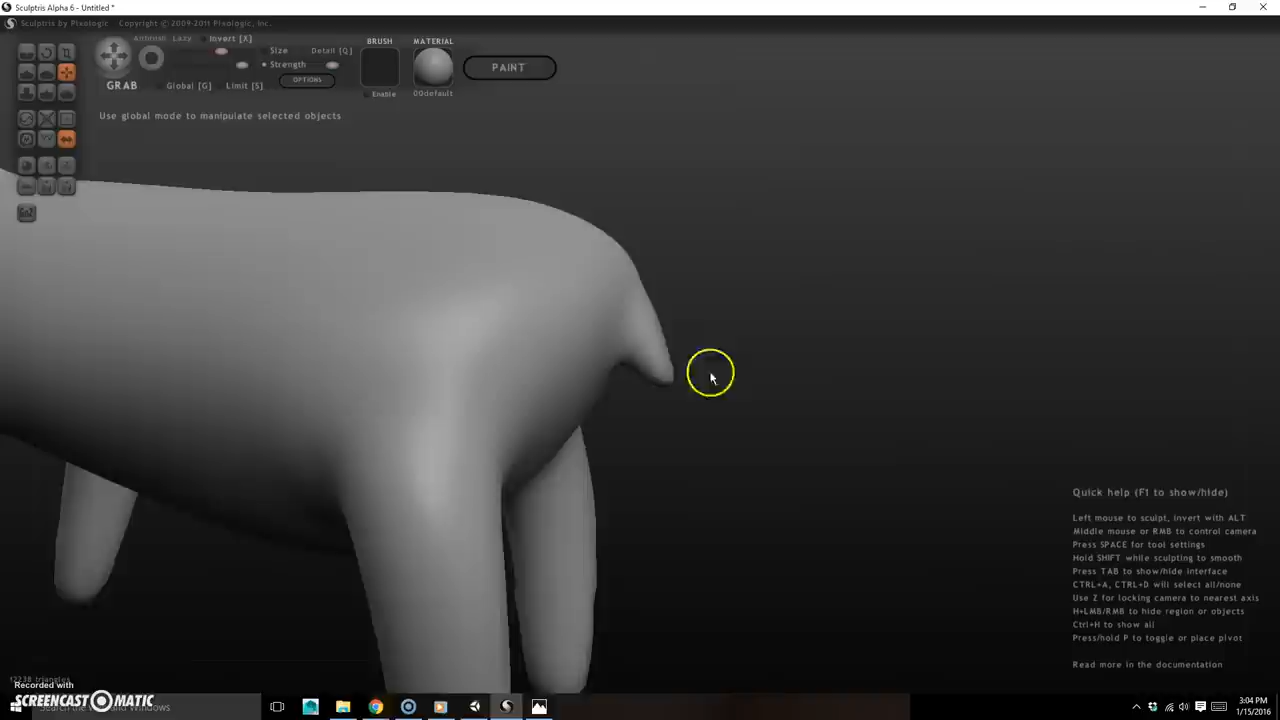 Sculptris Alpha 6 - Untitled *
Sculptris by Pixologic Copyright © 2009-2011 Pixologic, Inc.
Airbrush Lazy Invert [X]
Size Detail [Q]
Strength
GRAB Global [G] Limit [S] OPTIONS
BRUSH
Enable
MATERIAL
00default
PAINT
Use global mode to manipulate selected objects
Quick help (F1 to show/hide)
Left mouse to sculpt, invert with ALT
Middle mouse or RMB to control camera
Press SPACE for tool settings
Hold SHIFT while sculpting to smooth
Press TAB to show/hide interface
CTRL+A, CTRL+D will select all/none
Use Z for locking camera to nearest axis
H+LMB/RMB to hide region or objects
Ctrl+H to show all
Press/hold P to toggle or place pivot
Read more in the documentation
12238 triangles
Recorded with
SCREENCAST-O-MATIC
Windows
3:04 PM
1/15/2016